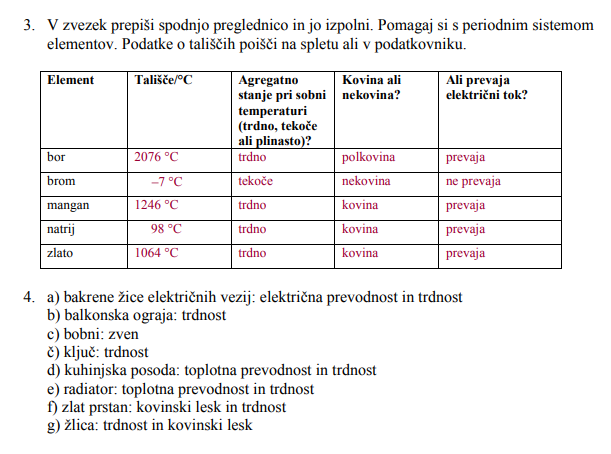 3. V zvezek prepiši spodnjo preglednico in jo izpolni. Pomagaj si s periodnim sistemom
elementov. Podatke o tališčih poišči na spletu ali v podatkovniku.
Element Tališče/°C Agregatno stanje pri sobni temperaturi (trdno, tekoče ali plinasto)? Kovina ali nekovina? Ali prevaja električni tok?
bor 2076 °C trdno polkovina prevaja
brom –7 °C tekoče nekovina ne prevaja
mangan 1246 °C trdno kovina prevaja
natrij 98 °C trdno kovina prevaja
zlato 1064 °C trdno kovina prevaja
4. a) bakrene žice električnih vezij: električna prevodnost in trdnost
b) balkonska ograja: trdnost
c) bobni: zven
č) ključ: trdnost
d) kuhinjska posoda: toplotna prevodnost in trdnost
e) radiator: toplotna prevodnost in trdnost
f) zlat prstan: kovinski lesk in trdnost
g) žlica: trdnost in kovinski lesk